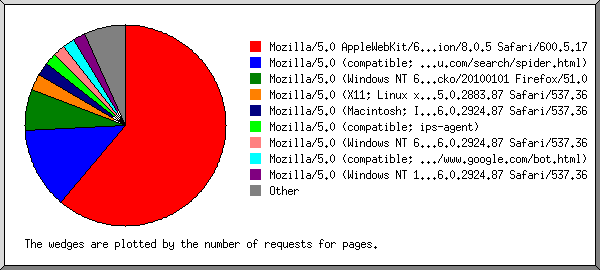 Mozilla/5.0 AppleWebKit/6...ion/8.0.5 Safari/600.5.17
Mozilla/5.0 (compatible; ...u.com/search/spider.html)
Mozilla/5.0 (Windows NT 6...cko/20100101 Firefox/51.0
Mozilla/5.0 (X11; Linux x...5.0.2883.87 Safari/537.36
Mozilla/5.0 (Macintosh; I...6.0.2924.87 Safari/537.36
Mozilla/5.0 (compatible; ips-agent)
Mozilla/5.0 (Windows NT 6...6.0.2924.87 Safari/537.36
Mozilla/5.0 (compatible; .../www.google.com/bot.html)
Mozilla/5.0 (Windows NT 1...6.0.2924.87 Safari/537.36
Other
The wedges are plotted by the number of requests for pages.